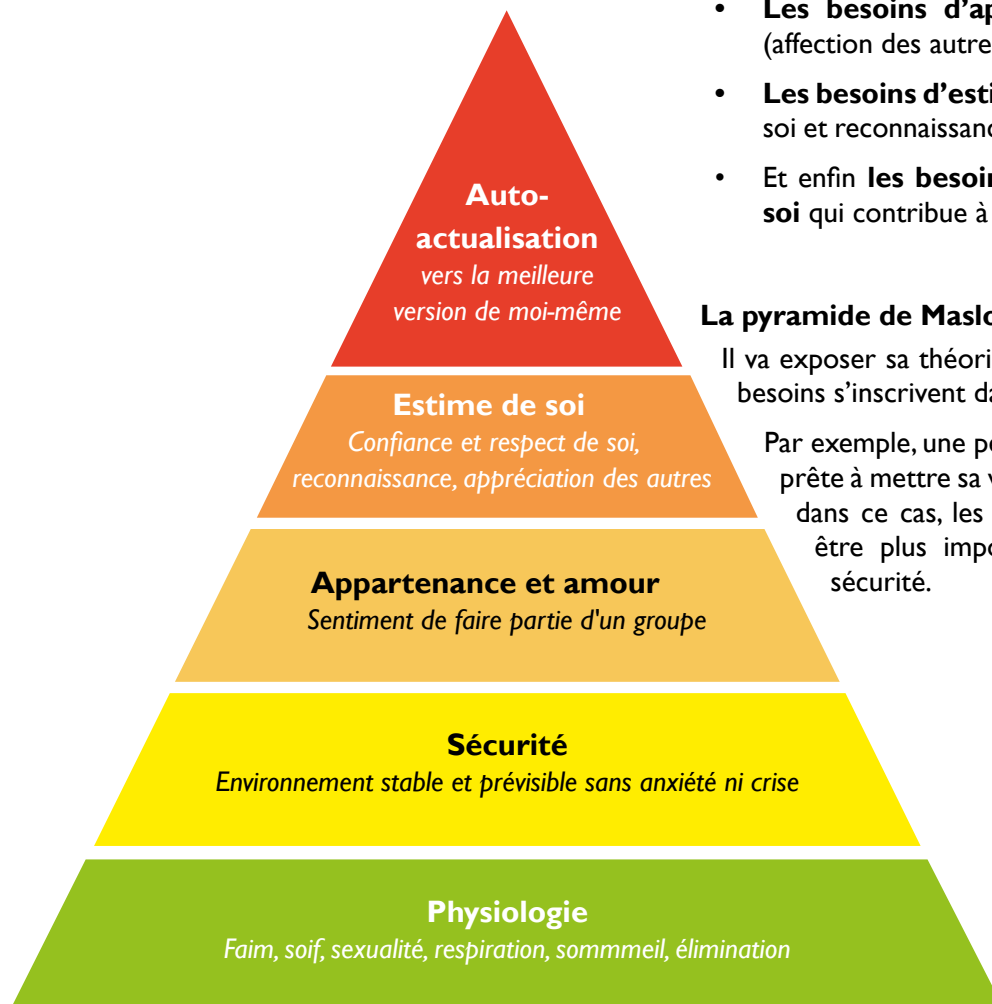 • Les besoins d'ap
(affection des autre
• Les besoins d’esti
soi et reconnaissanc
• Et enfin les besoin
soi qui contribue à
Auto-
actualisation
vers la meilleure
version de moi-même
La pyramide de Maslo
Il va exposer sa théori
besoins s’inscrivent da
Par exemple, une pe
prête à mettre sa v
dans ce cas, les
être plus impo
sécurité.
Estime de soi
Confiance et respect de soi,
reconnaissance, appréciation des autres
Appartenance et amour
Sentiment de faire partie d'un groupe
Sécurité
Environnement stable et prévisible sans anxiété ni crise
Physiologie
Faim, soif, sexualité, respiration, sommmeil, élimination